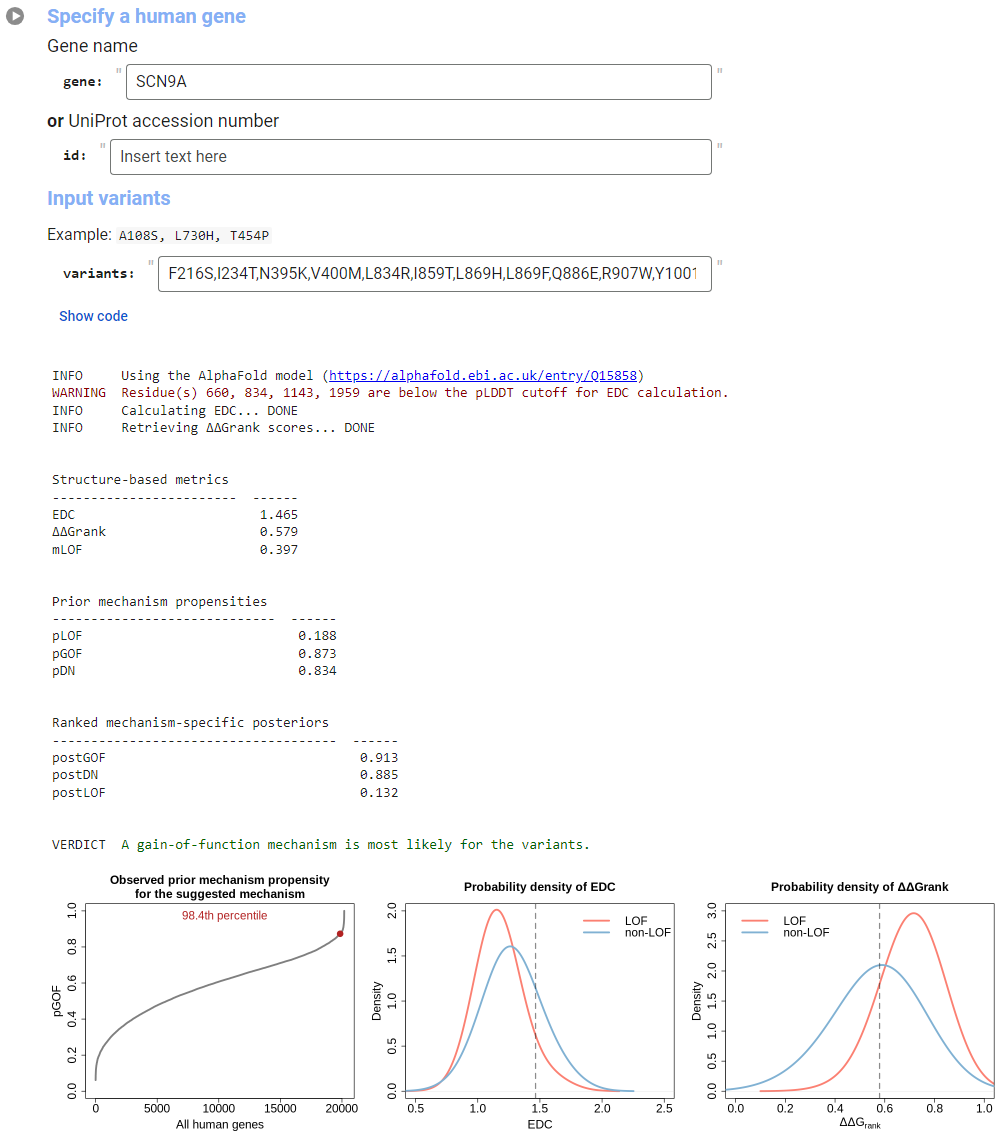 Specify a human gene
Gene name
gene: " SCN9A "
or UniProt accession number
id: " Insert text here "
Input variants
Example: A108S, L730H, T454P
variants: " F216S,I234T,N395K,V400M,L834R,I859T,L869H,L869F,Q886E,R907W,Y1001 "
Show code
INFO Using the AlphaFold model (https://alphafold.ebi.ac.uk/entry/Q15858)
WARNING Residue(s) 660, 834, 1143, 1959 are below the pLDDT cutoff for EDC calculation.
INFO Calculating EDC... DONE
INFO Retrieving ΔΔGrank scores... DONE
Structure-based metrics
------------------------ ------
EDC 1.465
ΔΔGrank 0.579
mLOF 0.397
Prior mechanism propensities
----------------------------- ------
pLOF 0.188
pGOF 0.873
pDN 0.834
Ranked mechanism-specific posteriors
------------------------------------- ------
postGOF 0.913
postDN 0.885
postLOF 0.132
VERDICT A gain-of-function mechanism is most likely for the variants.
Observed prior mechanism propensity
for the suggested mechanism
98.4th percentile
pGOF
0.0 0.2 0.4 0.6 0.8 1.0
0 5000 10000 15000 20000
All human genes
Probability density of EDC
LOF
non-LOF
Density
0.0 0.5 1.0 1.5 2.0
0.5 1.0 1.5 2.0 2.5
EDC
Probability density of ΔΔGrank
LOF
non-LOF
Density
0.0 0.5 1.0 1.5 2.0 2.5 3.0
0.0 0.2 0.4 0.6 0.8 1.0
ΔΔGrank